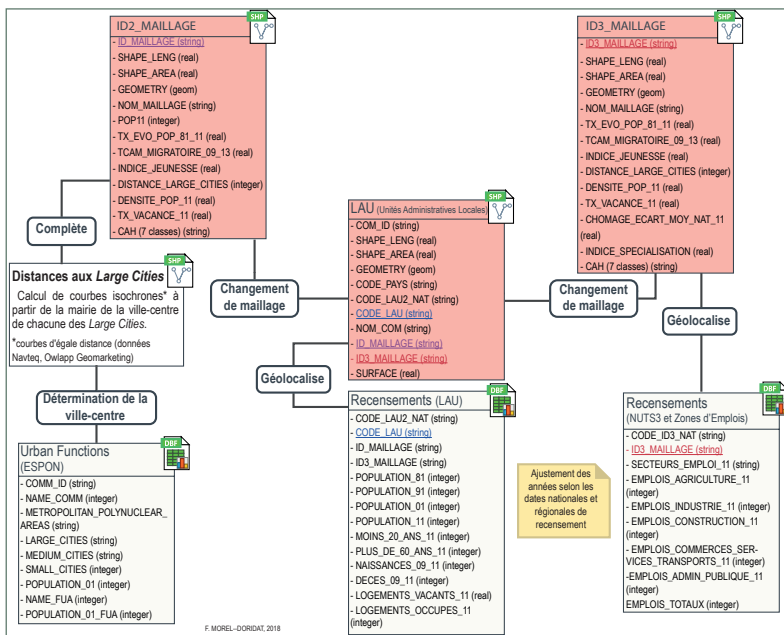 SHP
ID2_MAILLAGE
- ID_MAILLAGE (string)
- SHAPE_LENG (real)
- SHAPE_AREA (real)
- GEOMETRY (geom)
- NOM_MAILLAGE (string)
- POP11 (integer)
- TX_EVO_POP_81_11 (real)
- TCAM_MIGRATOIRE_09_13 (real)
- INDICE_JEUNESSE (real)
- DISTANCE_LARGE_CITIES (integer)
- DENSITE_POP_11 (real)
- TX_VACANCE_11 (real)
- CAH (7 classes) (string)
SHP
ID3_MAILLAGE
- ID3_MAILLAGE (string)
- SHAPE_LENG (real)
- SHAPE_AREA (real)
- GEOMETRY (geom)
- NOM_MAILLAGE (string)
- TX_EVO_POP_81_11 (real)
- TCAM_MIGRATOIRE_09_13 (real)
- INDICE_JEUNESSE (real)
- DISTANCE_LARGE_CITIES (integer)
- DENSITE_POP_11 (real)
- TX_VACANCE_11 (real)
- CHOMAGE_ECART_MOY_NAT_11
(real)
- INDICE_SPECIALISATION (real)
- CAH (7 classes) (string)
Complète
SHP
Distances aux Large Cities
Calcul de courbes isochrones* à
partir de la mairie de la ville-centre
de chacune des Large Cities.
*courbes d'égale distance (données
Navteq, Owlapp Geomarketing)
Changement
de maillage
SHP
LAU (Unités Administratives Locales)
- COM_ID (string)
- SHAPE_LENG (real)
- SHAPE_AREA (real)
- GEOMETRY (geom)
- CODE_PAYS (string)
- CODE_LAU2_NAT (string)
- CODE_LAU (string)
- NOM_COM (string)
- ID_MAILLAGE (string)
- ID3_MAILLAGE (string)
- SURFACE (real)
Changement
de maillage
Géolocalise
Géolocalise
Détermination de la
ville-centre
DBF
Urban Functions
(ESPON)
- COMM_ID (string)
- NAME_COMM (integer)
- METROPOLITAN_POLYNUCLEAR_
AREAS (string)
- LARGE_CITIES (string)
- MEDIUM_CITIES (string)
- SMALL_CITIES (integer)
- POPULATION_01 (integer)
- NAME_FUA (integer)
- POPULATION_01_FUA (integer)
DBF
Recensements (LAU)
- CODE_LAU2_NAT (string)
- CODE_LAU (string)
- ID_MAILLAGE (string)
- ID3_MAILLAGE (string)
- POPULATION_81 (integer)
- POPULATION_91 (integer)
- POPULATION_01 (integer)
- POPULATION_11 (integer)
- MOINS_20_ANS_11 (integer)
- PLUS_DE_60_ANS_11 (integer)
- NAISSANCES_09_11 (integer)
- DECES_09_11 (integer)
- LOGEMENTS_VACANTS_11 (real)
- LOGEMENTS_OCCUPES_11
(integer)
Ajustement des
années selon les
dates nationales et
régionales de
recensement
DBF
Recensements
(NUTS3 et Zones d'Emplois)
- CODE_ID3_NAT (string)
- ID3_MAILLAGE (string)
- SECTEURS_EMPLOI_11 (string)
- EMPLOIS_AGRICULTURE_11
(integer)
- EMPLOIS_INDUSTRIE_11 (integer)
- EMPLOIS_CONSTRUCTION_11
(integer)
- EMPLOIS_COMMERCES_SER-
VICES_TRANSPORTS_11 (integer)
-EMPLOIS_ADMIN_PUBLIQUE_11
(integer)
EMPLOIS_TOTAUX (integer)
F. MOREL--DORIDAT, 2018